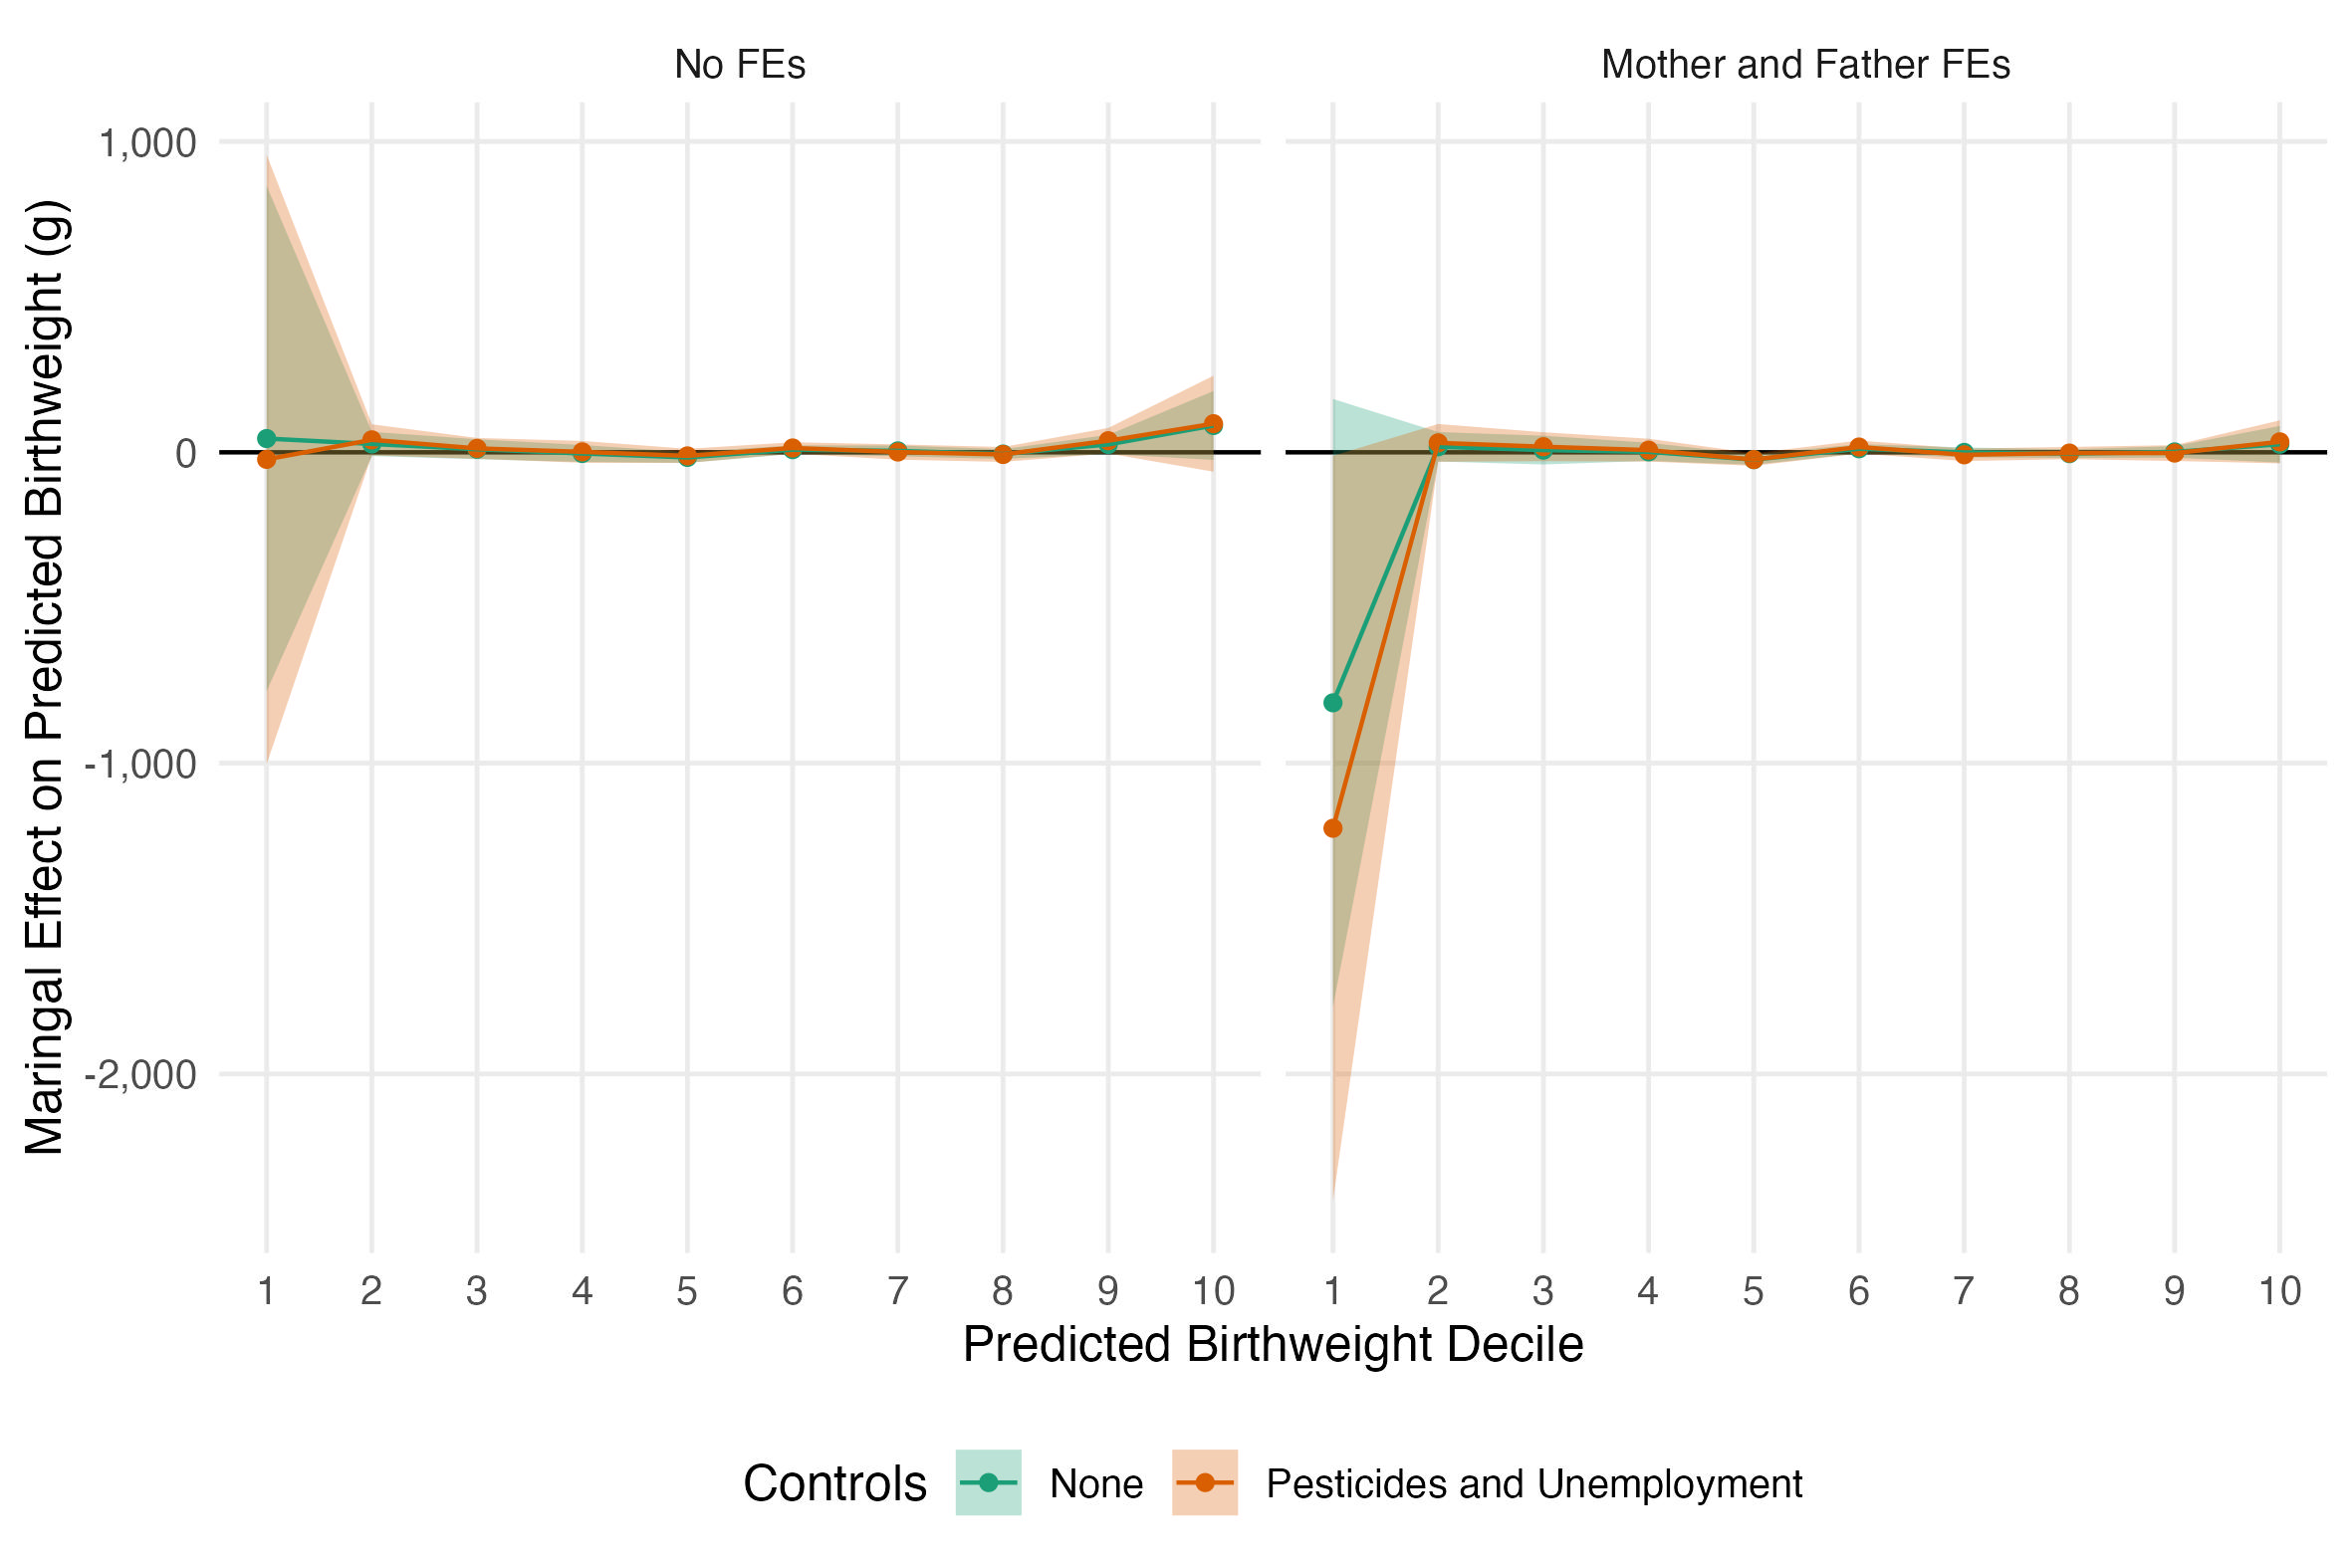 No FEs
Mother and Father FEs
Maringal Effect on Predicted Birthweight (g)
1,000
0
-1,000
-2,000
1 2 3 4 5 6 7 8 9 10
1 2 3 4 5 6 7 8 9 10
Predicted Birthweight Decile
Controls None Pesticides and Unemployment